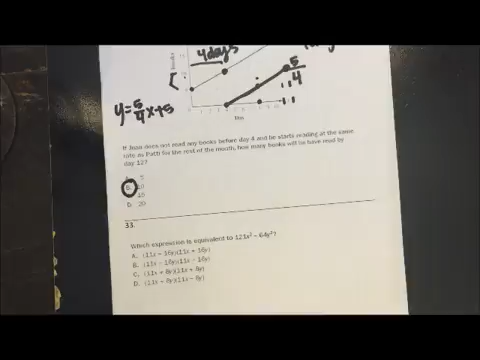 4 days
5
4
y=5/4x+5
Day
If Juan does not read any books before day 4 and he starts reading at the same
rate as Patti for the rest of the month, how many books will he have read by
day 12?
A. 5
B. 10
C. 15
D. 20
33.
Which expression is equivalent to 121x² − 64y²?
A. (11x − 16y)(11x + 16y)
B. (11x − 16y)(11x − 16y)
C. (11x + 8y)(11x + 8y)
D. (11x − 8y)(11x − 8y)